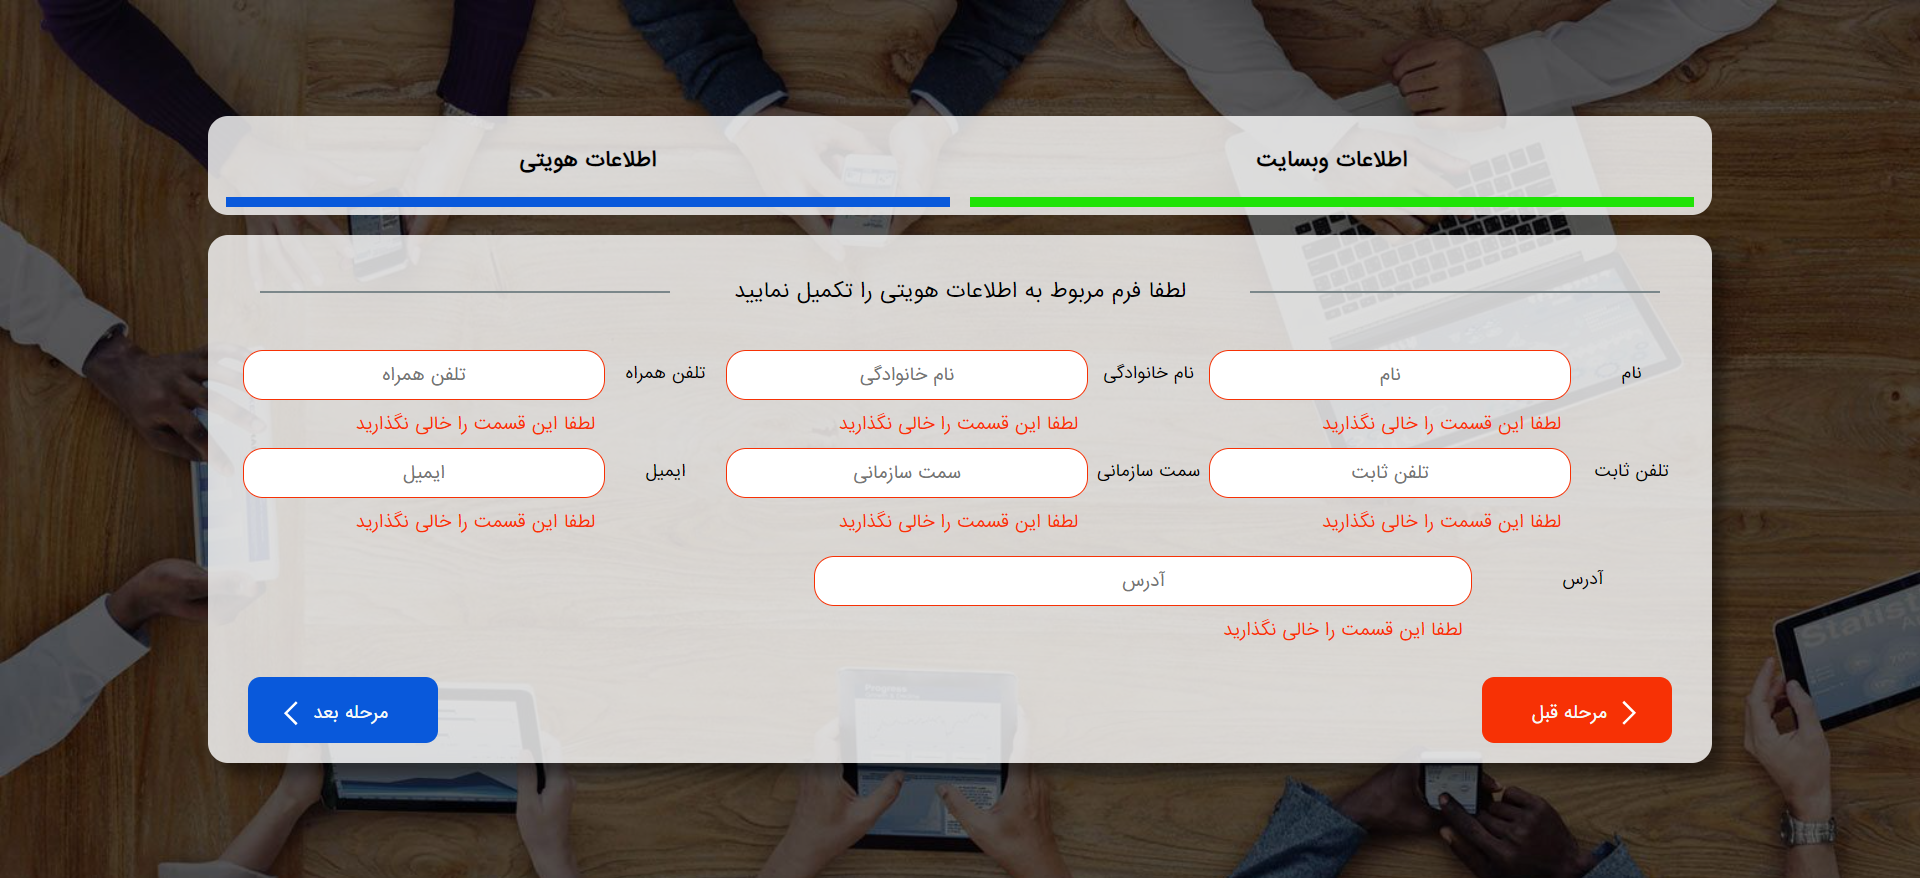 اطلاعات وبسایت
اطلاعات هویتی
لطفا فرم مربوط به اطلاعات هویتی را تکمیل نمایید
نام نام
نام خانوادگی نام خانوادگی
تلفن همراه تلفن همراه
لطفا این قسمت را خالی نگذارید
لطفا این قسمت را خالی نگذارید
لطفا این قسمت را خالی نگذارید
تلفن ثابت تلفن ثابت
سمت سازمانی سمت سازمانی
ایمیل ایمیل
لطفا این قسمت را خالی نگذارید
لطفا این قسمت را خالی نگذارید
لطفا این قسمت را خالی نگذارید
آدرس آدرس
لطفا این قسمت را خالی نگذارید
مرحله قبل
مرحله بعد
Progress